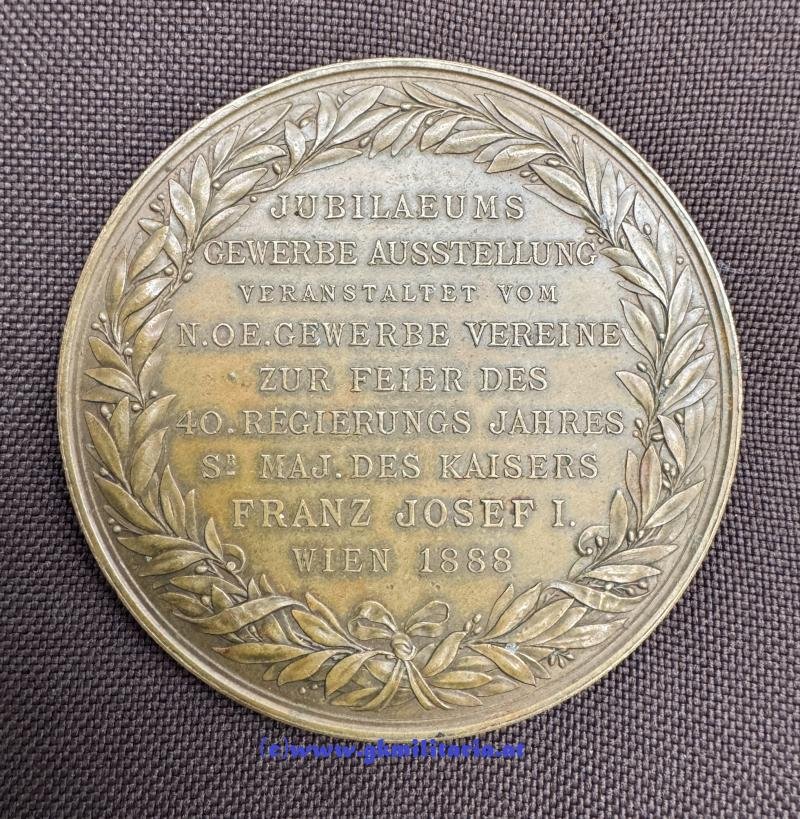 JUBILAEUMS
GEWERBE AUSSTELLUNG
VERANSTALTET VOM
N.OE.GEWERBE VEREINE
ZUR FEIER DES
40.REGIERUNGS JAHRES
SR MAJ.DES KAISERS
FRANZ JOSEF I.
WIEN 1888
(c)www.gkmilitaria.at